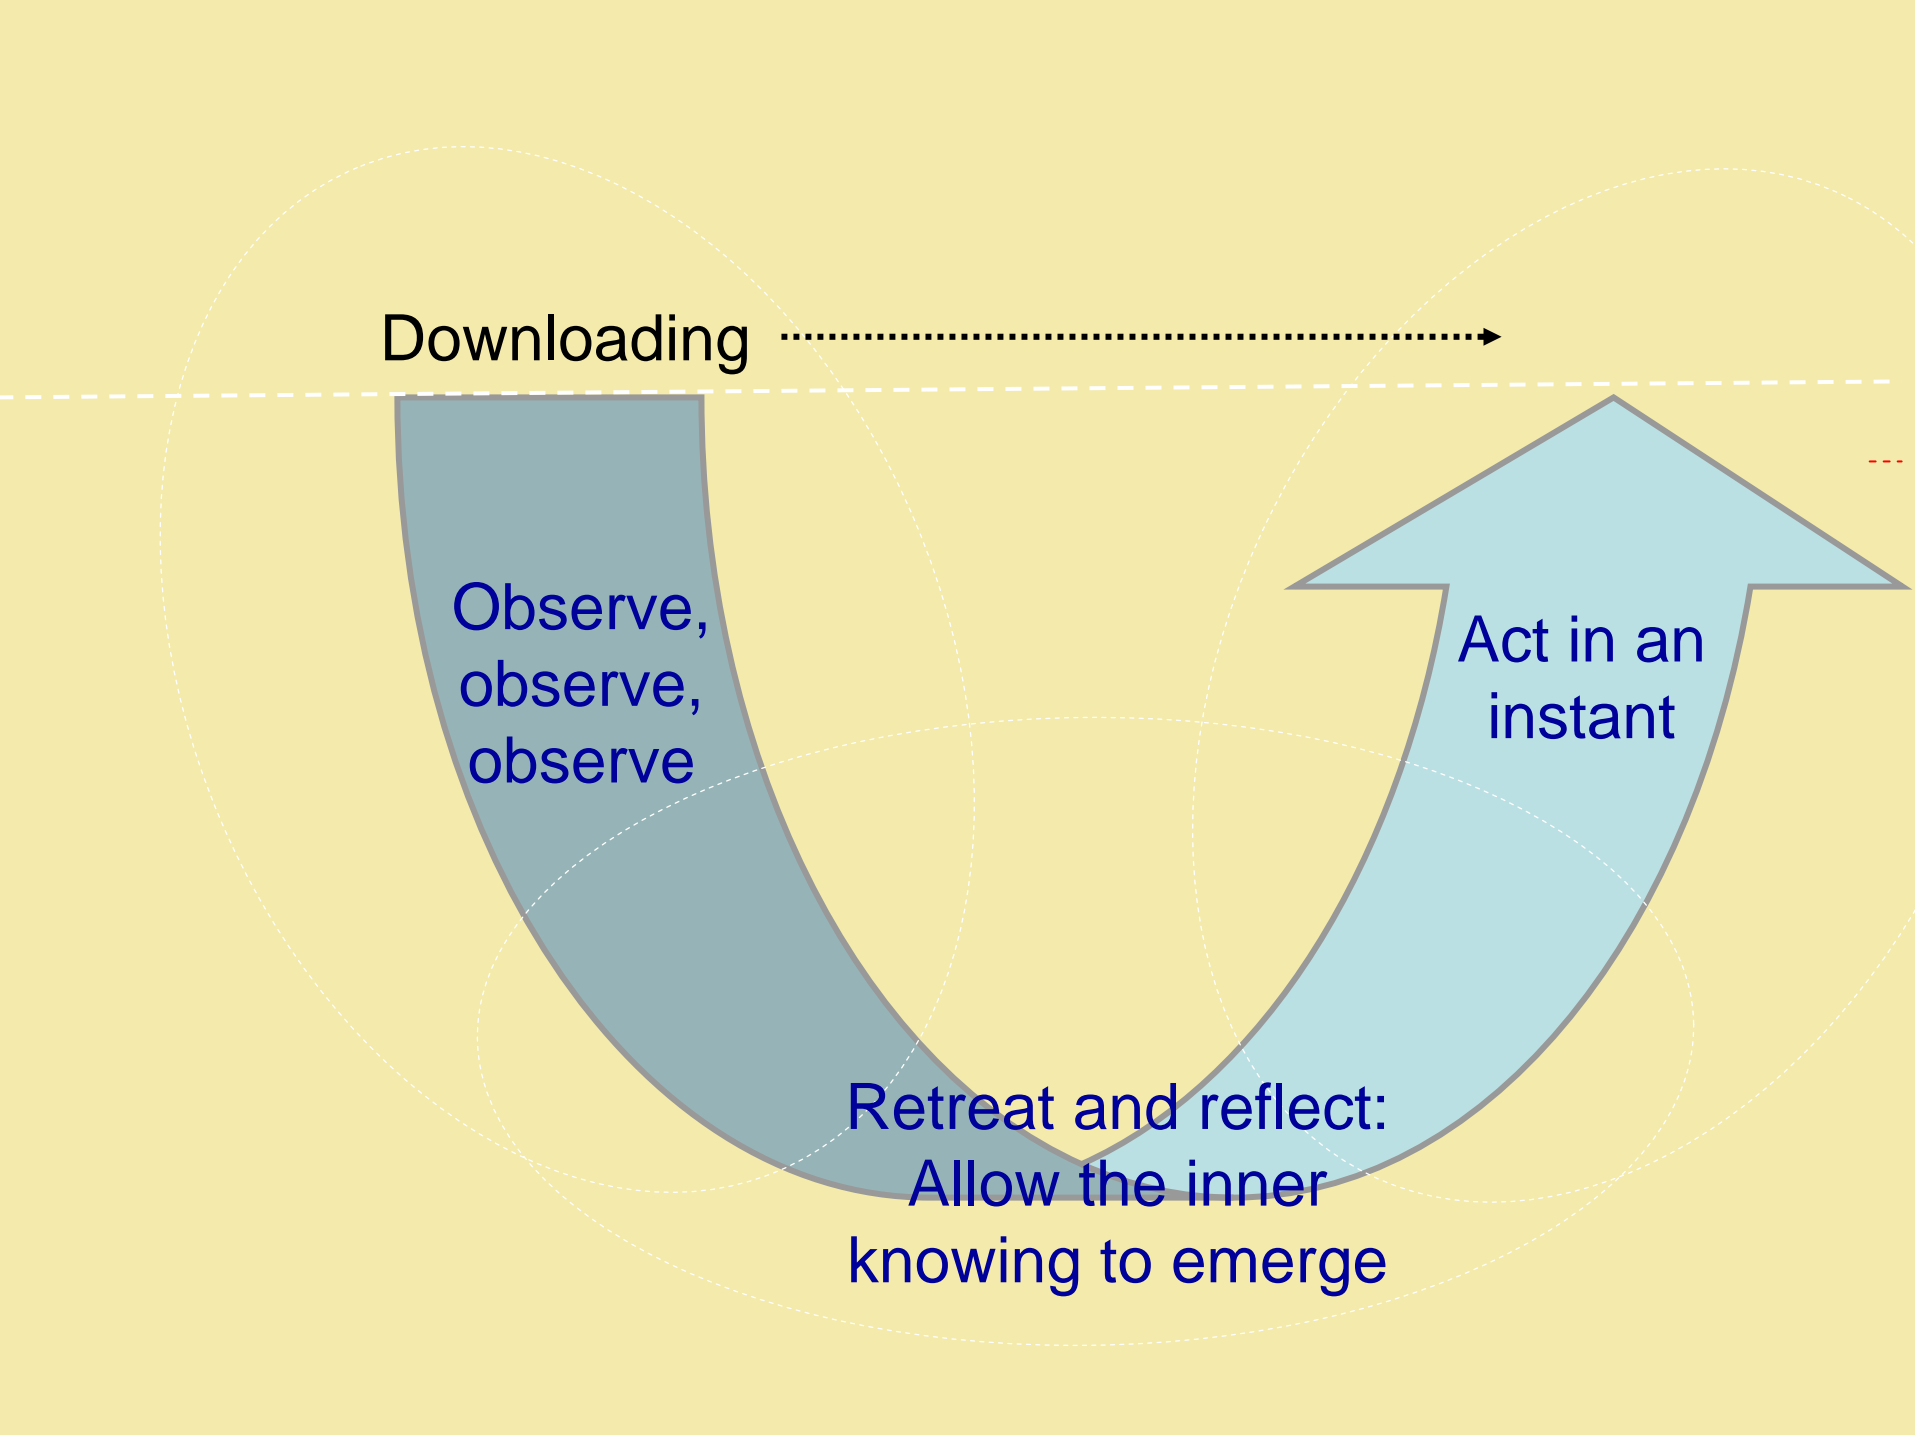 Downloading
Observe,
observe,
observe
Act in an
instant
Retreat and reflect:
Allow the inner
knowing to emerge